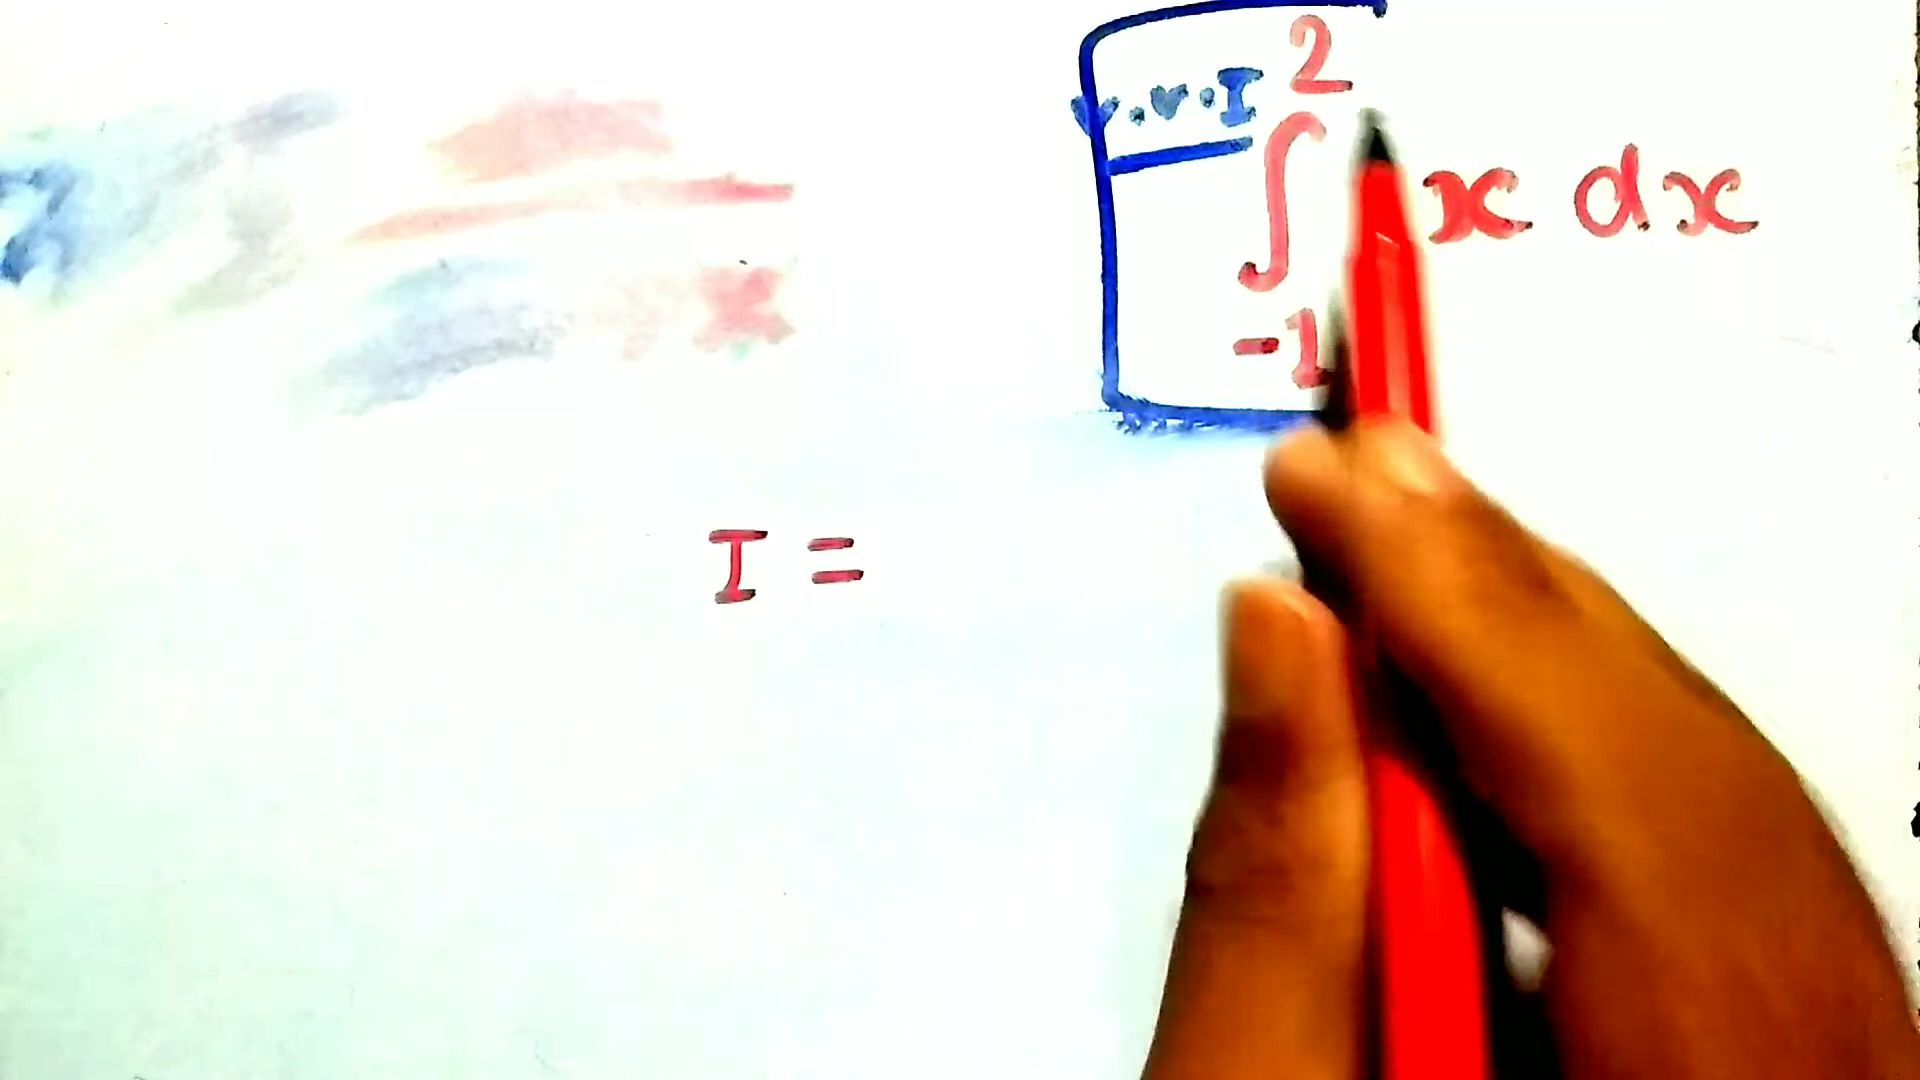 v.v.I
∫ 2 -1 x dx
I =